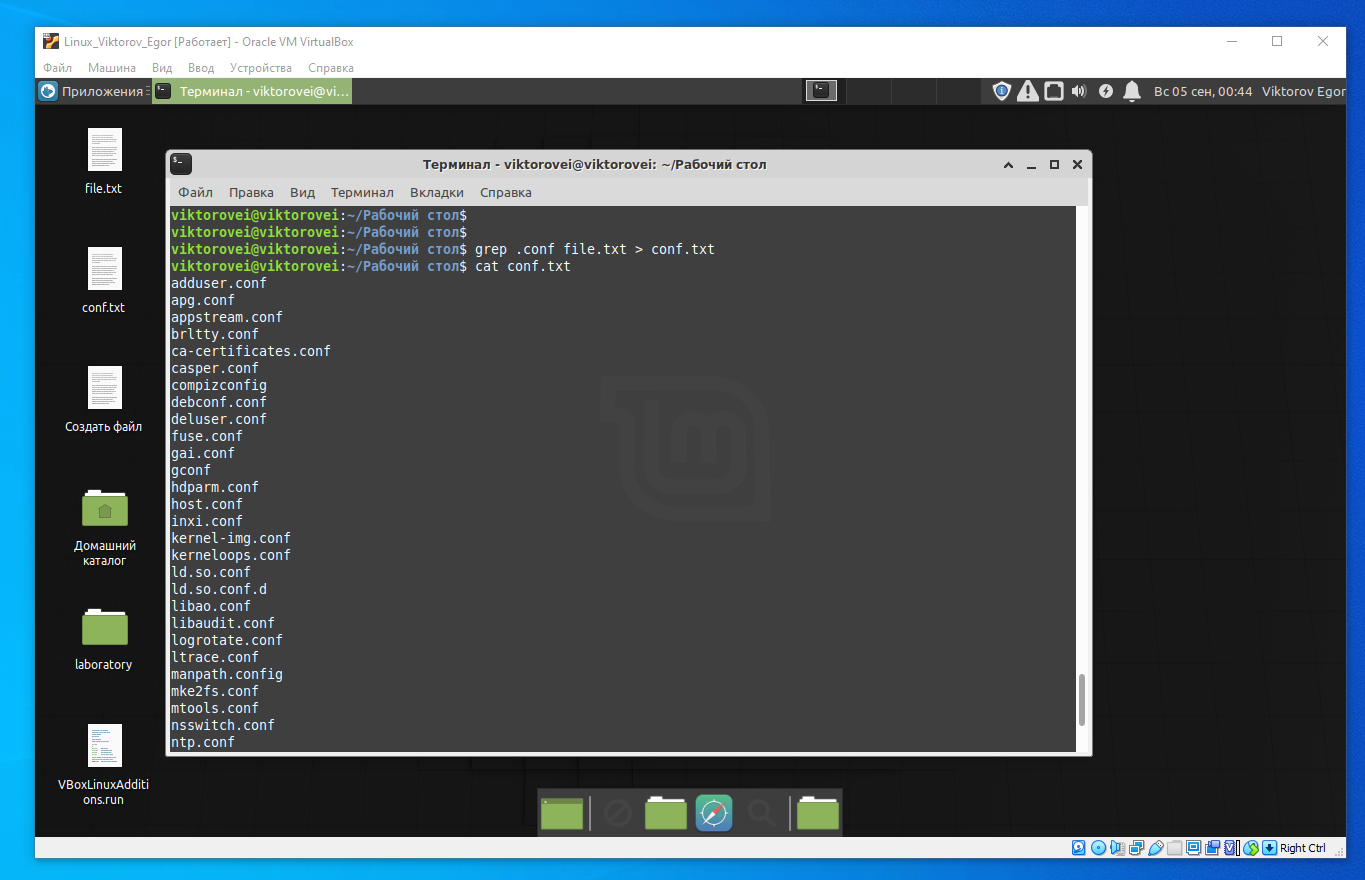 Linux_Viktorov_Egor [Работает] - Oracle VM VirtualBox
Файл Машина Вид Ввод Устройства Справка
Приложения Терминал - viktorovei@vi... Вс 05 сен, 00:44 Viktorov Egor
file.txt
conf.txt
Создать файл
Домашний
каталог
laboratory
VBoxLinuxAdditi
ons.run
Терминал - viktorovei@viktorovei: ~/Рабочий стол
Файл Правка Вид Терминал Вкладки Справка
viktorovei@viktorovei:~/Рабочий стол$
viktorovei@viktorovei:~/Рабочий стол$
viktorovei@viktorovei:~/Рабочий стол$ grep .conf file.txt > conf.txt
viktorovei@viktorovei:~/Рабочий стол$ cat conf.txt
adduser.conf
apg.conf
appstream.conf
brltty.conf
ca-certificates.conf
casper.conf
compizconfig
debconf.conf
deluser.conf
fuse.conf
gai.conf
gconf
hdparm.conf
host.conf
inxi.conf
kernel-img.conf
kerneloops.conf
ld.so.conf
ld.so.conf.d
libao.conf
libaudit.conf
logrotate.conf
ltrace.conf
manpath.config
mke2fs.conf
mtools.conf
nsswitch.conf
ntp.conf
Right Ctrl